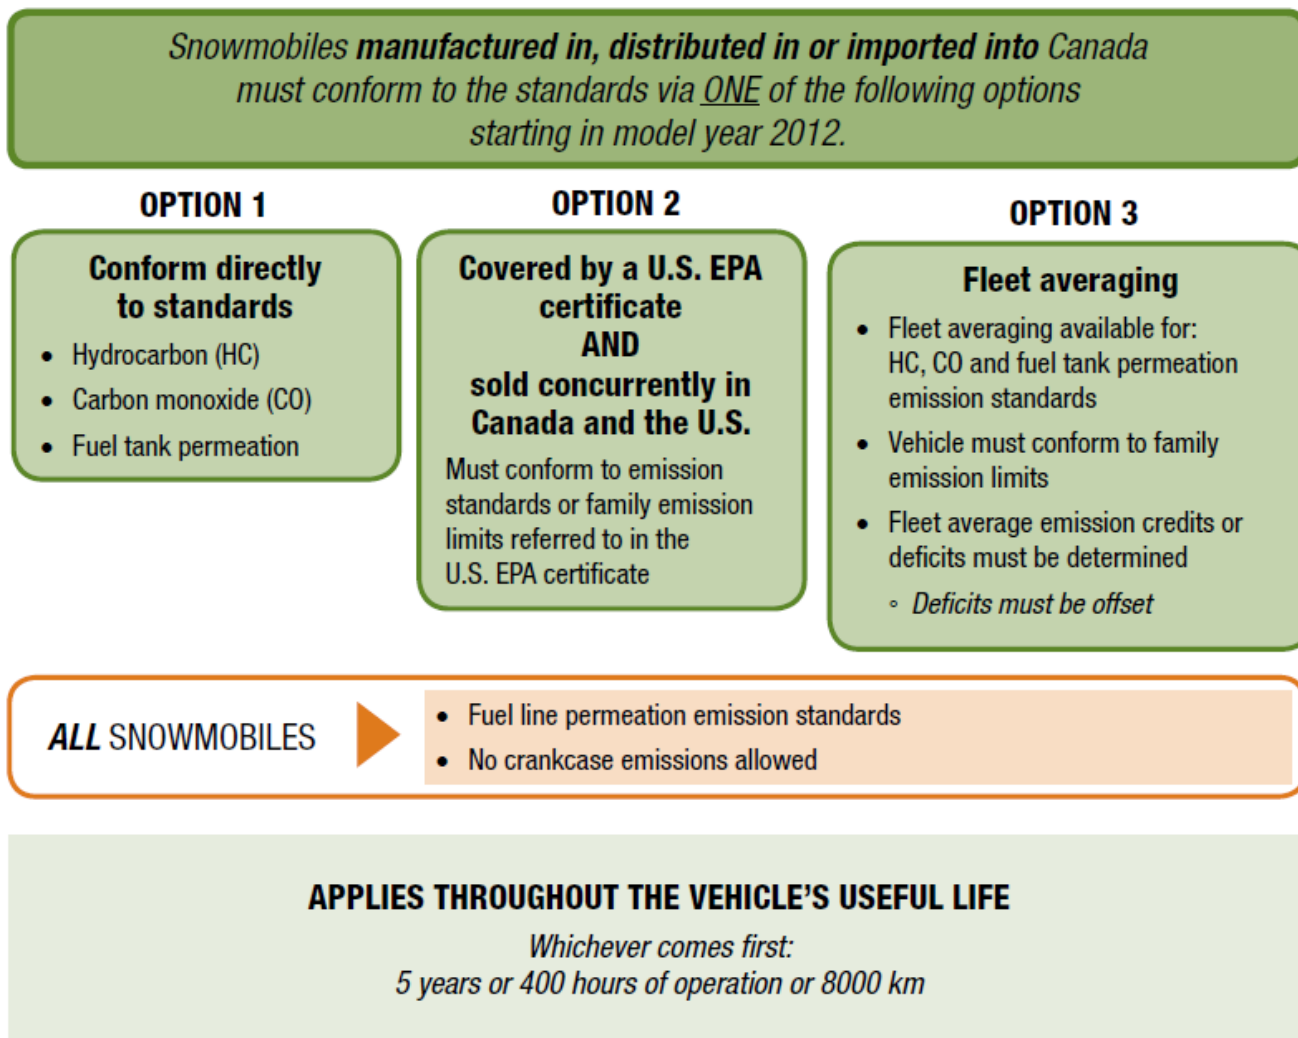 Snowmobiles manufactured in, distributed in or imported into Canada
must conform to the standards via ONE of the following options
starting in model year 2012.
OPTION 1
Conform directly
to standards
• Hydrocarbon (HC)
• Carbon monoxide (CO)
• Fuel tank permeation
OPTION 2
Covered by a U.S. EPA
certificate
AND
sold concurrently in
Canada and the U.S.
Must conform to emission
standards or family emission
limits referred to in the
U.S. EPA certificate
OPTION 3
Fleet averaging
• Fleet averaging available for:
HC, CO and fuel tank permeation
emission standards
• Vehicle must conform to family
emission limits
• Fleet average emission credits or
deficits must be determined
◦ Deficits must be offset
ALL SNOWMOBILES
• Fuel line permeation emission standards
• No crankcase emissions allowed
APPLIES THROUGHOUT THE VEHICLE'S USEFUL LIFE
Whichever comes first:
5 years or 400 hours of operation or 8000 km